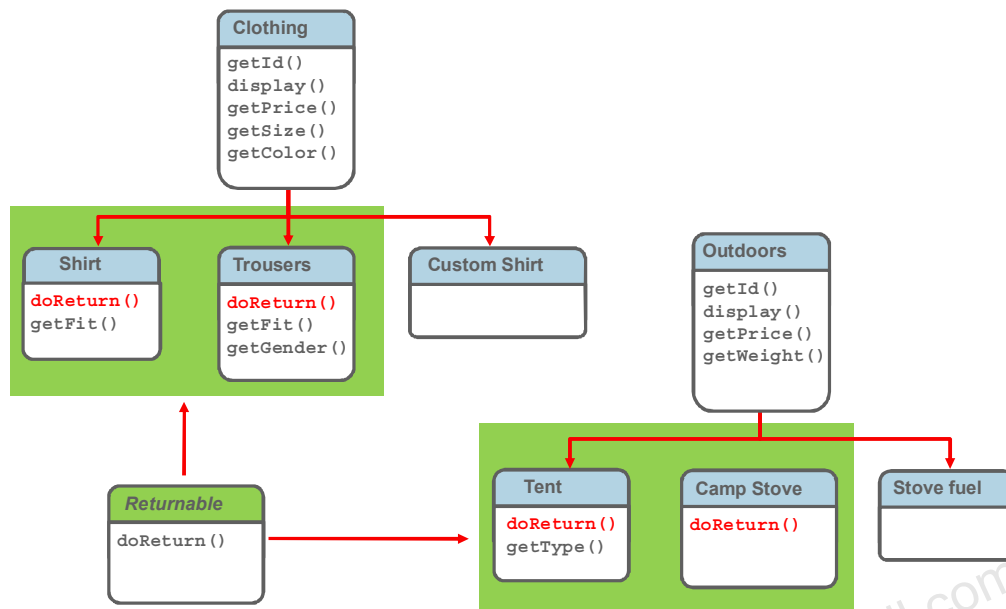 Clothing
getId()
display()
getPrice()
getSize()
getColor()
Shirt
doReturn()
getFit()
Trousers
doReturn()
getFit()
getGender()
Custom Shirt
Outdoors
getId()
display()
getPrice()
getWeight()
Returnable
doReturn()
Tent
doReturn()
getType()
Camp Stove
doReturn()
Stove fuel